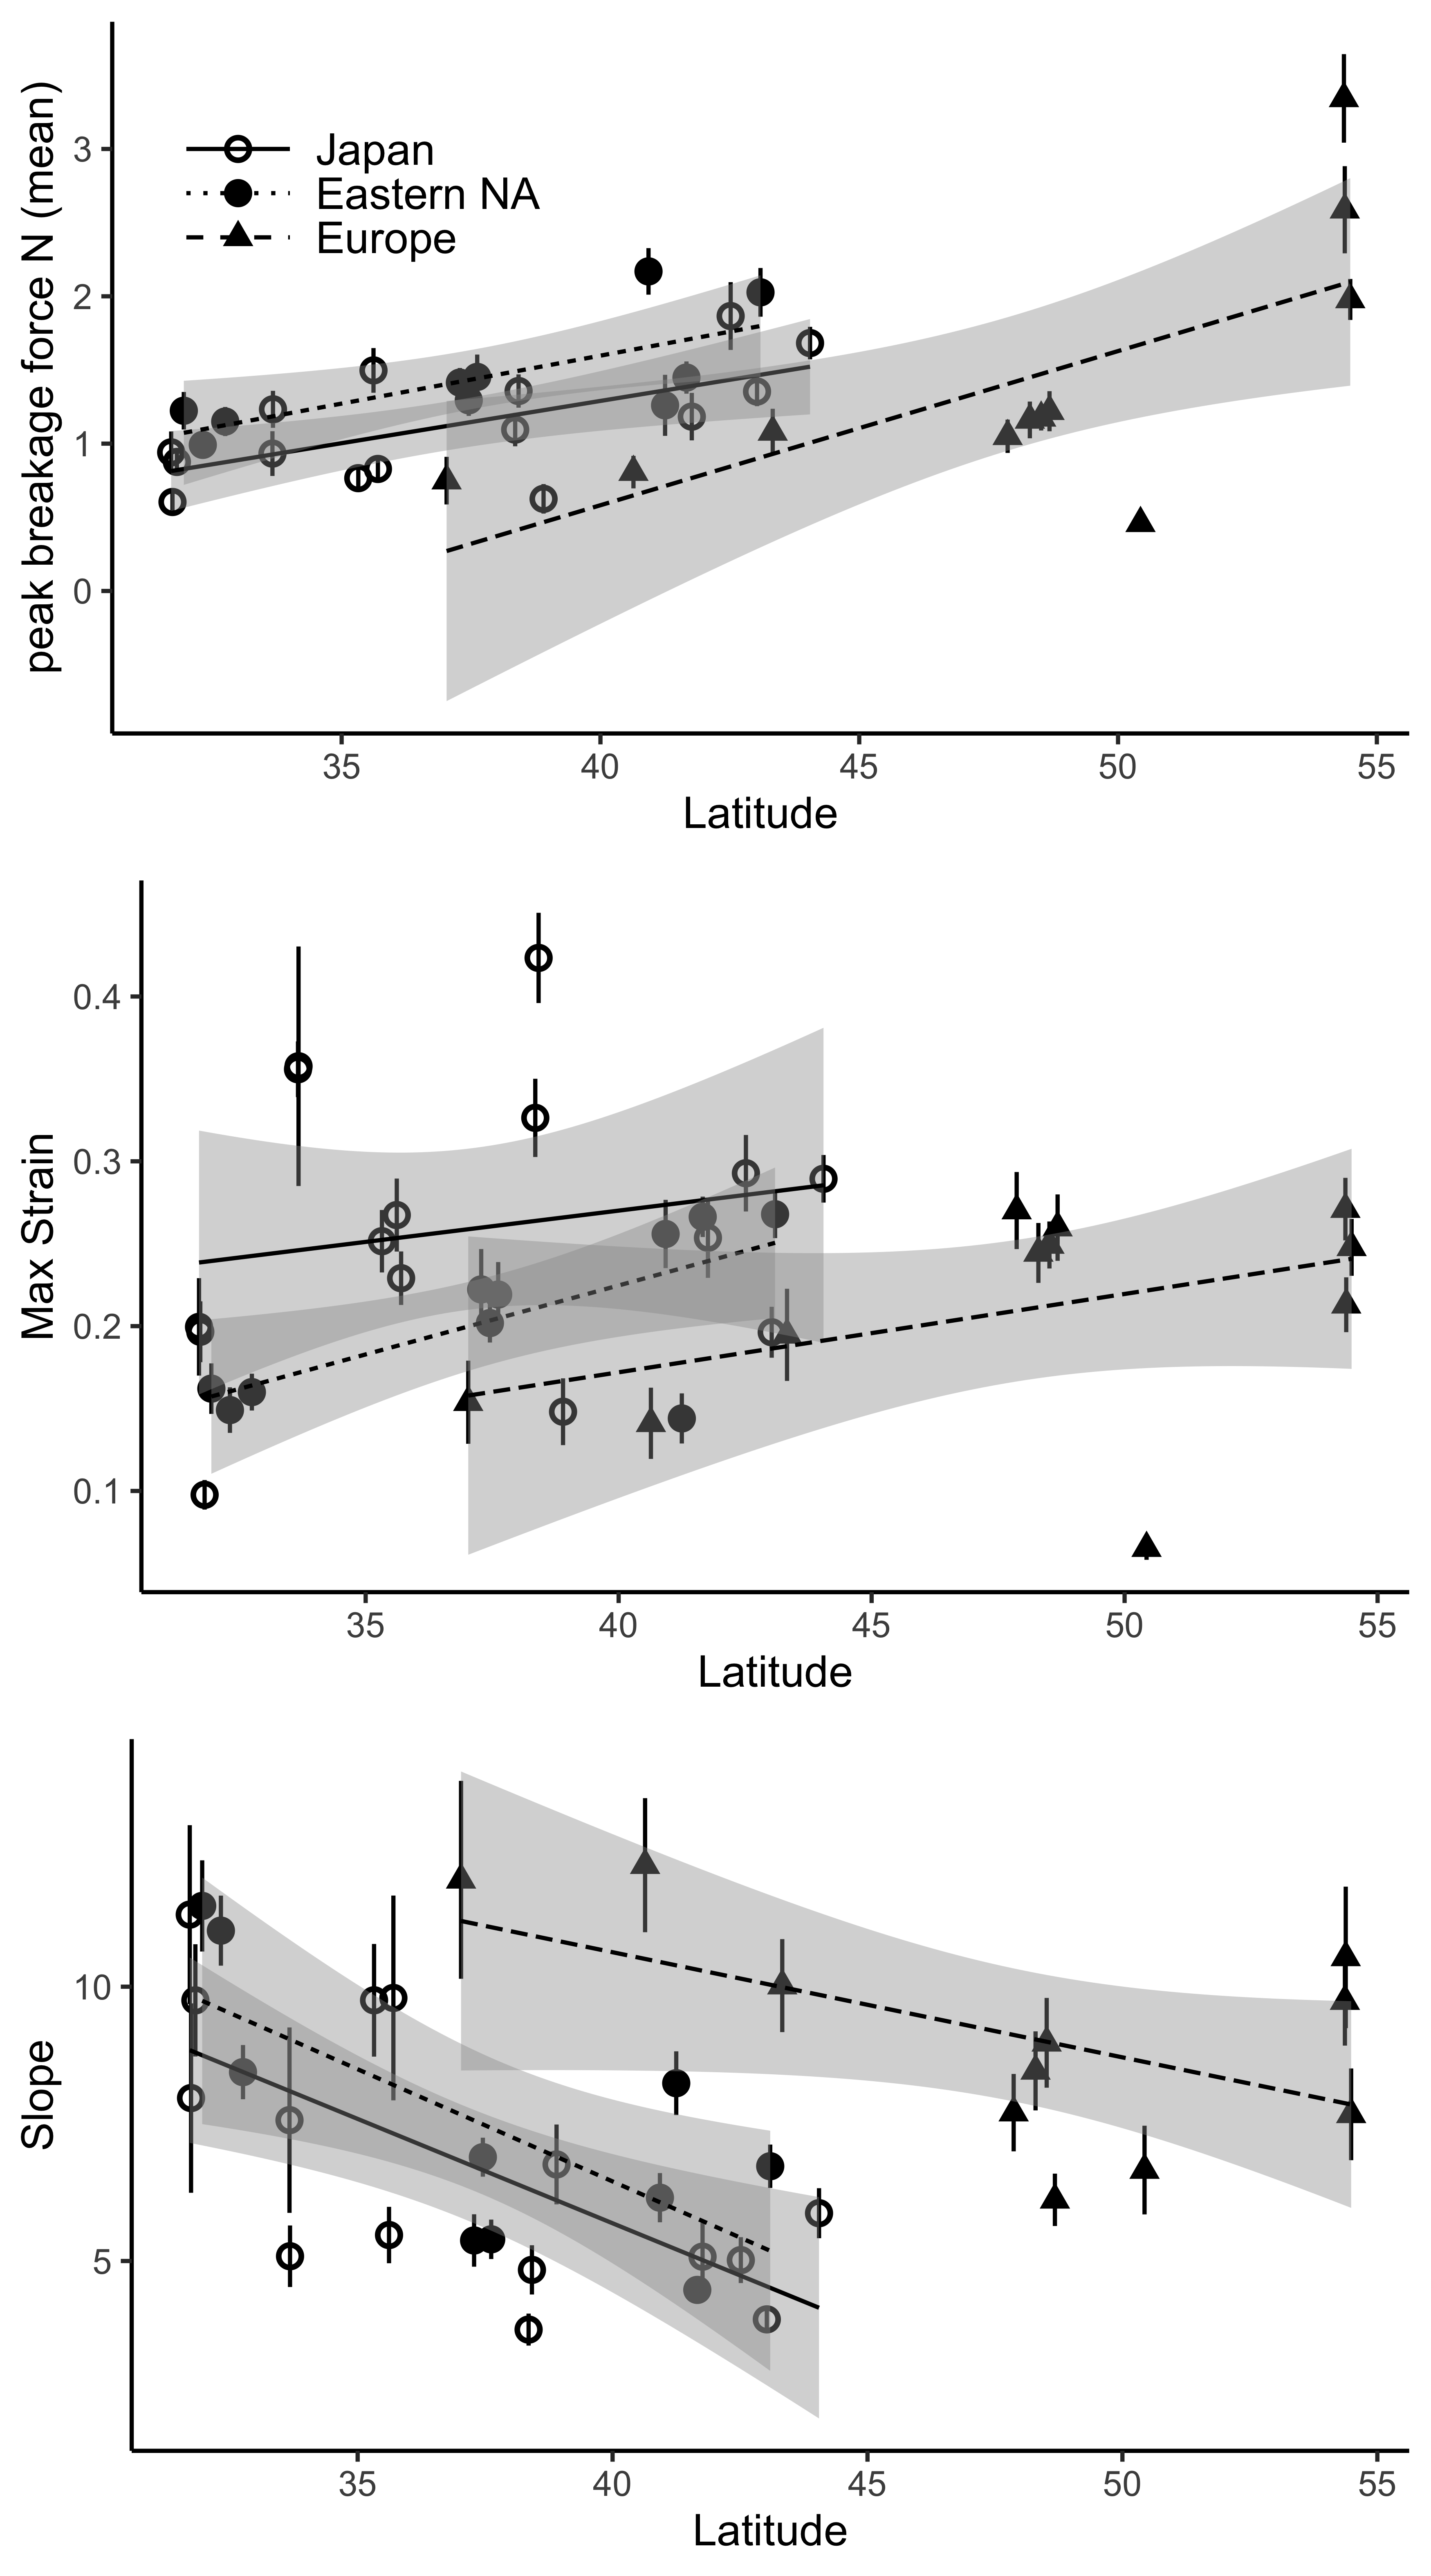 peak breakage force N (mean)
3
2
1
0
Japan
Eastern NA
Europe
35 40 45 50 55
Latitude
Max Strain
0.4
0.3
0.2
0.1
35 40 45 50 55
Latitude
Slope
10
5
35 40 45 50 55
Latitude